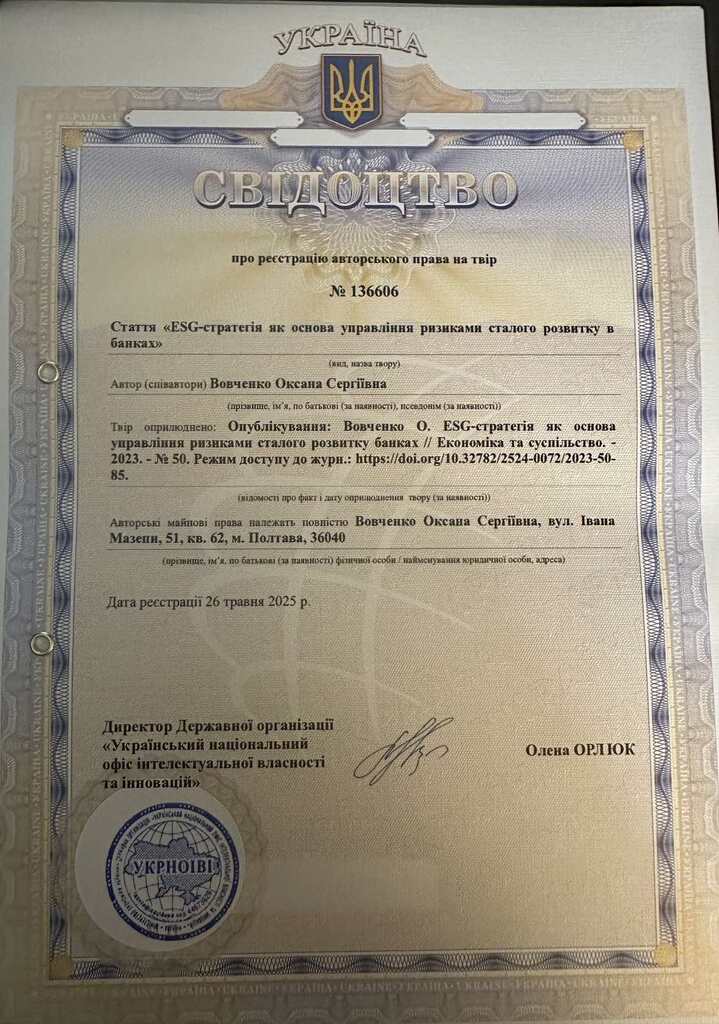 УКРАЇНА
СВІДОЦТВО
про реєстрацію авторського права на твір
№ 136606
Стаття «ESG-стратегія як основа управління ризиками сталого розвитку в
банках»
(вид, назва твору)
Автор (співавтори) Вовченко Оксана Сергіївна
(прізвище, ім’я, по батькові (за наявності), псевдонім (за наявності))
Твір оприлюднено: Опублікування: Вовченко О. ESG-стратегія як основа
управління ризиками сталого розвитку банках // Економіка та суспільство. -
2023. - № 50. Режим доступу до журн.: https://doi.org/10.32782/2524-0072/2023-50-
85.
(відомості про факт і дату оприлюднення твору (за наявності))
Авторські майнові права належать повністю Вовченко Оксана Сергіївна, вул. Івана
Мазепи, 51, кв. 62, м. Полтава, 36040
(прізвище, ім’я, по батькові (за наявності) фізичної особи / найменування юридичної особи, адреса)
Дата реєстрації 26 травня 2025 р.
Директор Державної організації
«Український національний
офіс інтелектуальної власності
та інновацій»
Олена ОРЛЮК
УКРНОІВІ